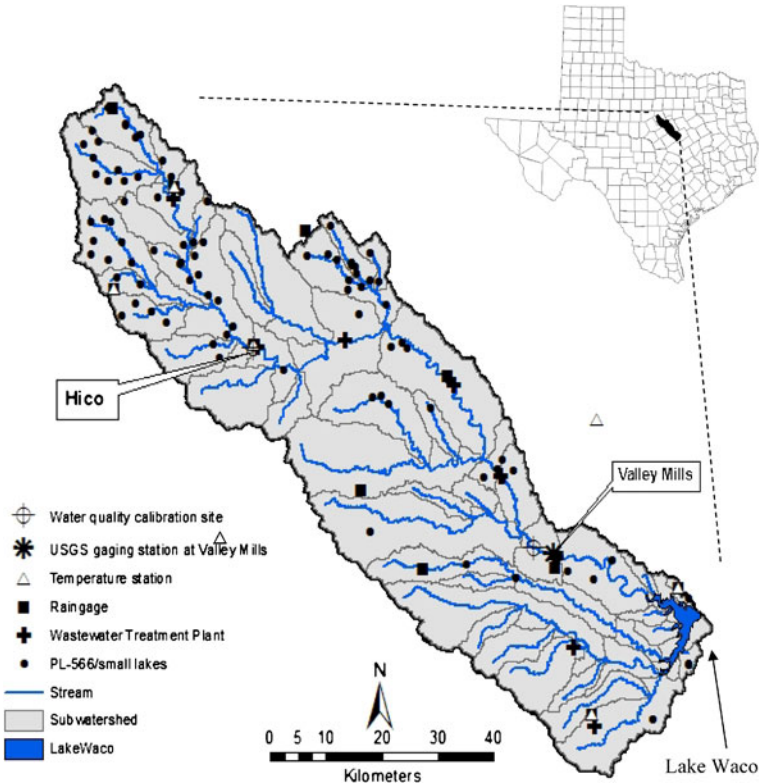 Hico
Valley Mills
Water quality calibration site
USGS gaging station at Valley Mills
Temperature station
Raingage
Wastewater Treatment Plant
PL-566/small lakes
Stream
Subwatershed
LakeWaco
N
0 5 10 20 30 40
Kilometers
Lake Waco